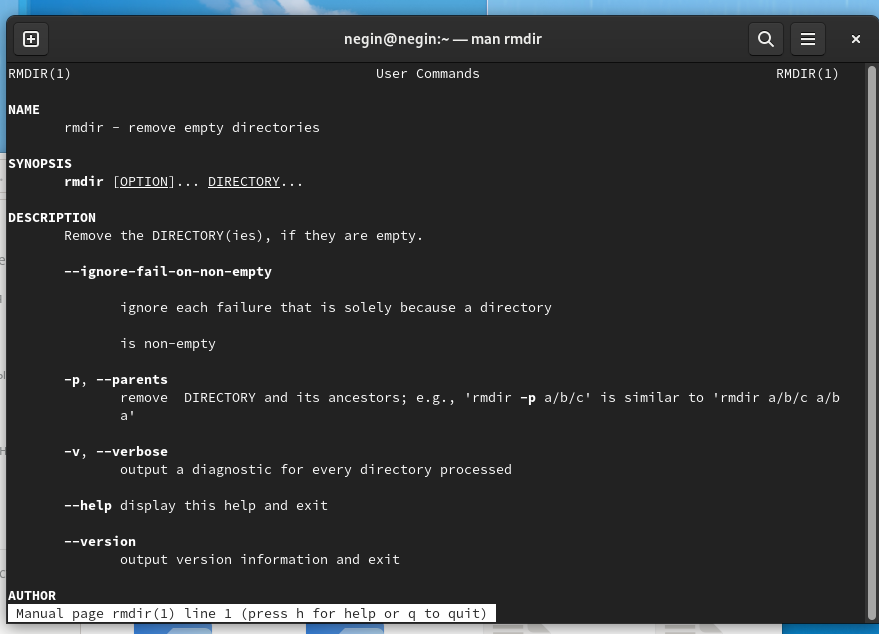 negin@negin:~ — man rmdir
RMDIR(1) User Commands RMDIR(1)
NAME
rmdir - remove empty directories
SYNOPSIS
rmdir [OPTION]... DIRECTORY...
DESCRIPTION
Remove the DIRECTORY(ies), if they are empty.
--ignore-fail-on-non-empty
ignore each failure that is solely because a directory
is non-empty
-p, --parents
remove  DIRECTORY and its ancestors; e.g., 'rmdir -p a/b/c' is similar to 'rmdir a/b/c a/b
a'
-v, --verbose
output a diagnostic for every directory processed
--help display this help and exit
--version
output version information and exit
AUTHOR
Manual page rmdir(1) line 1 (press h for help or q to quit)